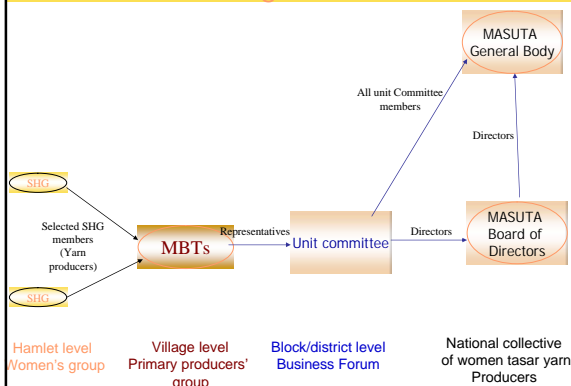 MASUTA
General Body
All unit Committee
members
Directors
SHG
Selected SHG
members
(Yarn
producers)
SHG
MBTs
Representatives
Unit committee
Directors
MASUTA
Board of
Directors
Hamlet level
Women's group
Village level
Primary producers'
group
Block/district level
Business Forum
National collective
of women tasar yarn
Producers